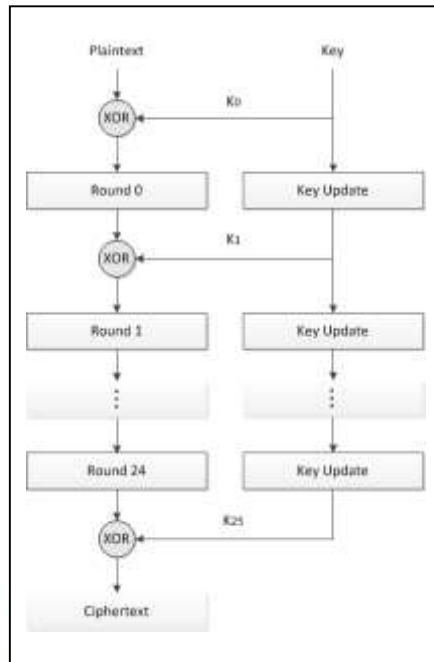 Plaintext Key
K0
XOR
Round 0 Key Update
K1
XOR
Round 1 Key Update
⋮ ⋮
Round 24 Key Update
K25
XOR
Ciphertext